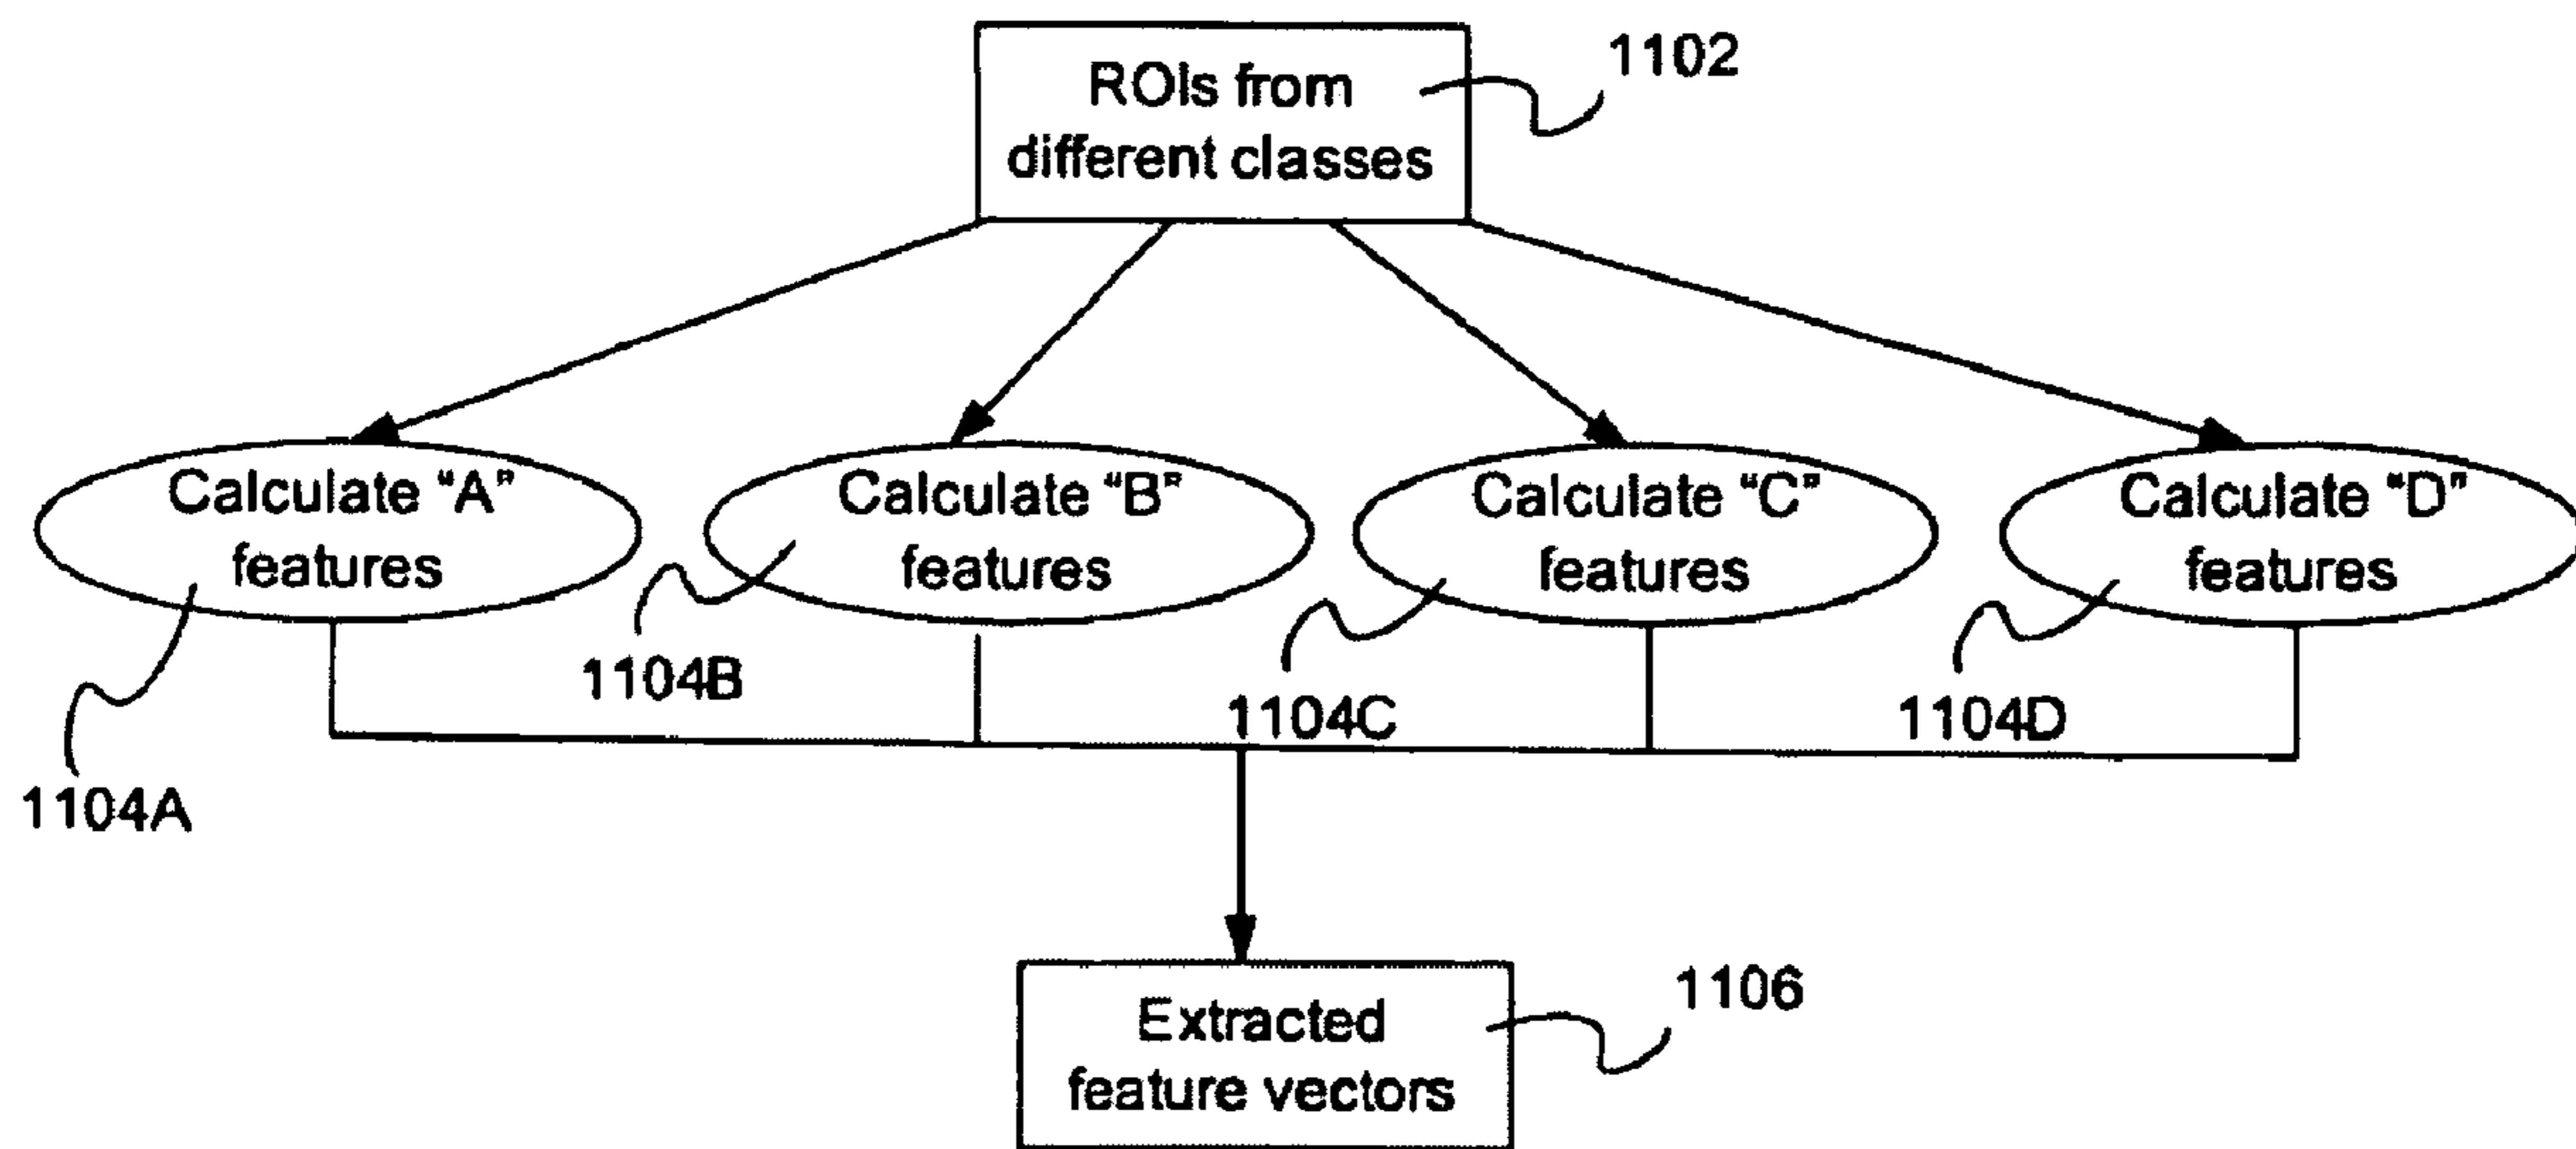 ROIs from
different classes
1102
Calculate “A”
features
Calculate “B”
features
Calculate “C”
features
Calculate “D”
features
1104A
1104B
1104C
1104D
Extracted
feature vectors
1106